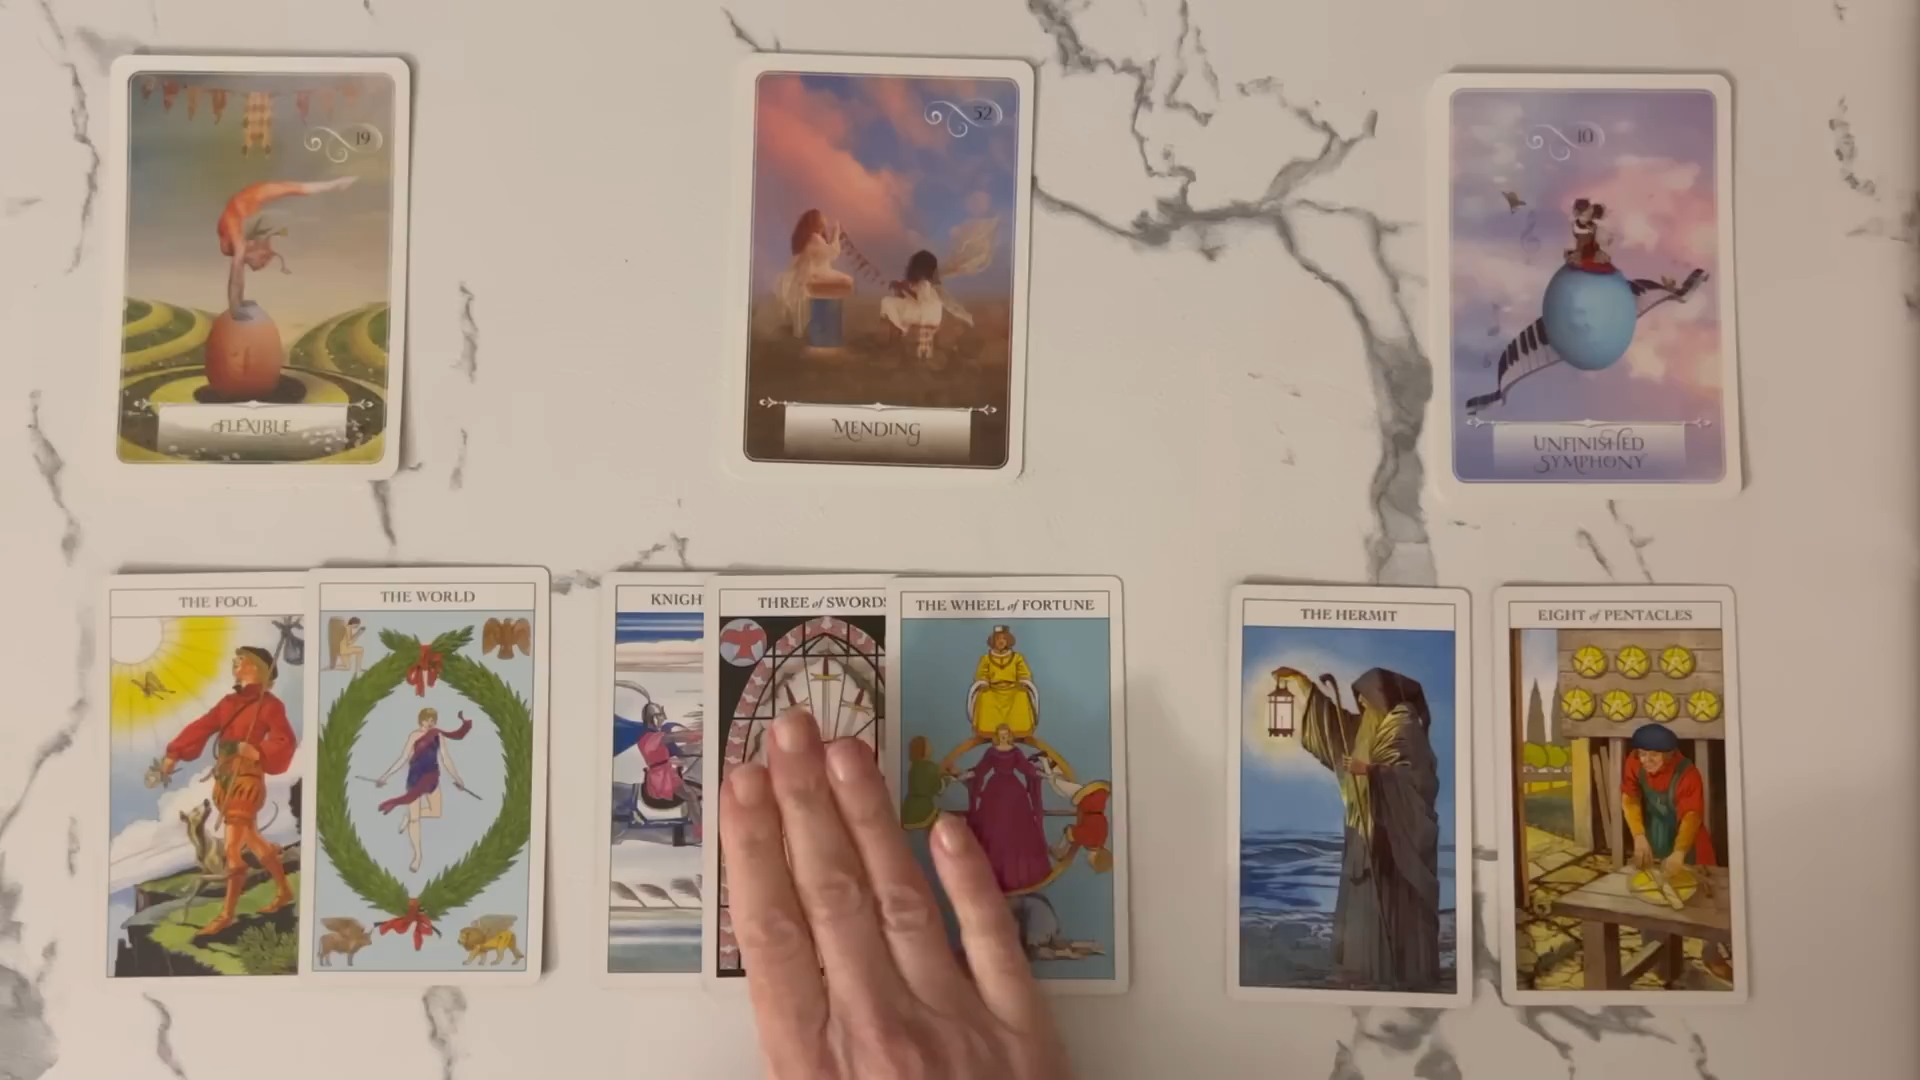 19
FLEXIBLE
52
MENDING
10
UNFINISHED
SYMPHONY
THE FOOL
THE WORLD
KNIGH
THREE of SWORDS
THE WHEEL of FORTUNE
THE HERMIT
EIGHT of PENTACLES